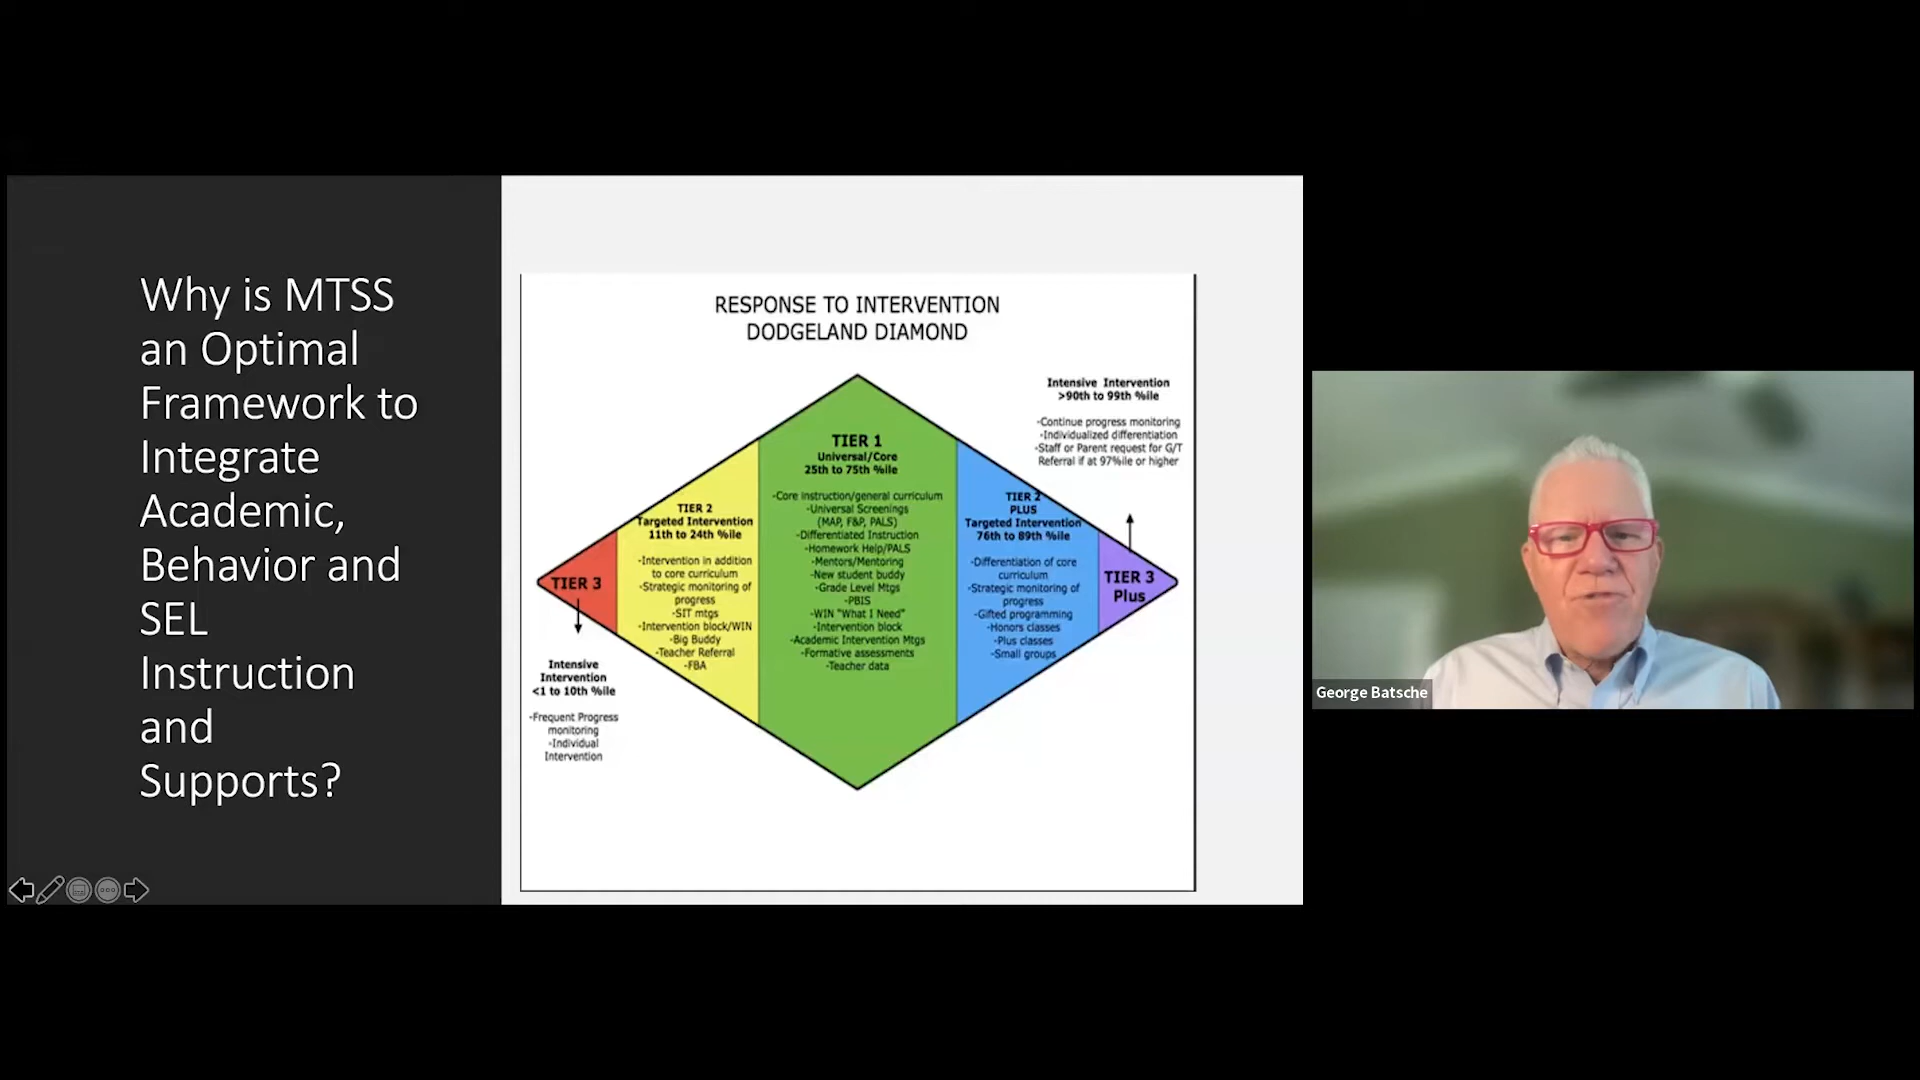 Why is MTSS
an Optimal
Framework to
Integrate
Academic,
Behavior and
SEL
Instruction
and
Supports?
RESPONSE TO INTERVENTION
DODGELAND DIAMOND
TIER 3
Intensive
Intervention
<1 to 10th %ile
-Frequent Progress
monitoring
-Individual
Intervention
TIER 2
Targeted Intervention
11th to 24th %ile
-Intervention in addition
to core curriculum
-Strategic monitoring of
progress
-SIT mtgs
-Intervention block/WIN
-Big Buddy
-Teacher Referral
-FBA
TIER 1
Universal/Core
25th to 75th %ile
-Core instruction/general curriculum
-Universal Screenings
(MAP, F&P, PALS)
-Differentiated Instruction
-Homework Help/PALS
-Mentors/Mentoring
-New student buddy
-Grade Level Mtgs
-PBIS
-WIN "What I Need"
-Intervention block
-Academic Intervention Mtgs
-Formative assessments
-Teacher data
TIER 2
PLUS
Targeted Intervention
76th to 89th %ile
-Differentiation of core
curriculum
-Strategic monitoring of
progress
-Gifted programming
-Honors classes
-Plus classes
-Small groups
Intensive Intervention
>90th to 99th %ile
-Continue progress monitoring
-Individualized differentiation
-Staff or Parent request for G/T
Referral if at 97%ile or higher
TIER 3
Plus
George Batsche